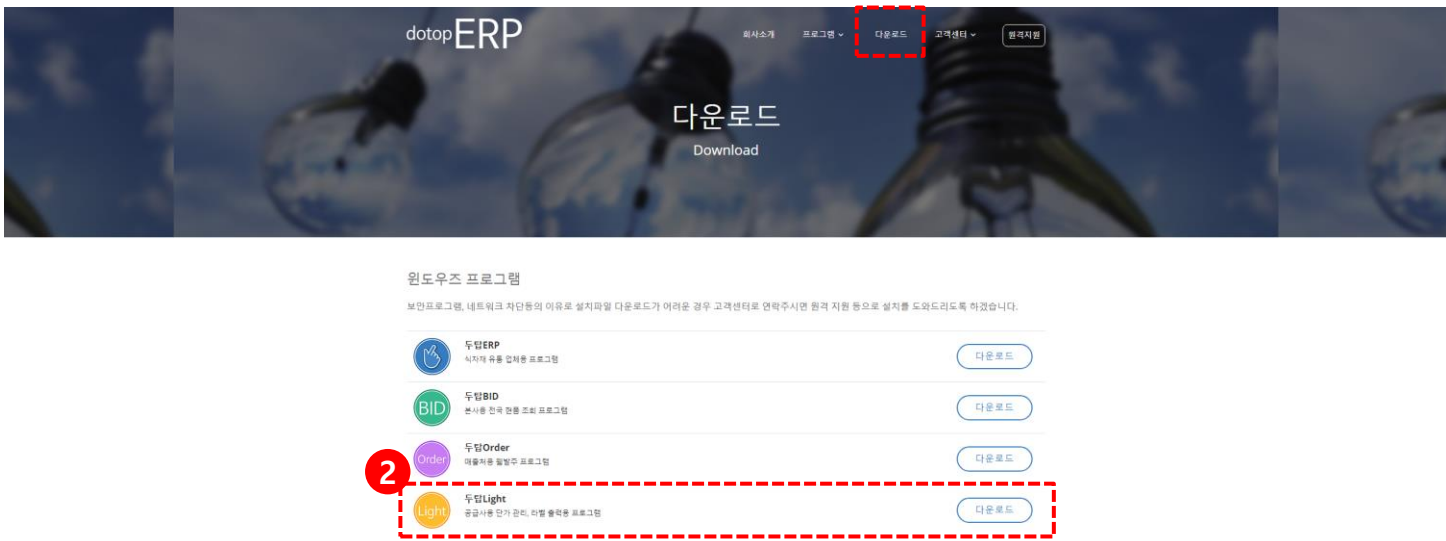 dotopERP
회사소개 프로그램 다운로드 고객센터 원격지원
다운로드
Download
윈도우즈 프로그램
보안프로그램, 네트워크 차단등의 이유로 설치파일 다운로드가 어려운 경우 고객센터로 연락주시면 원격 지원 등으로 설치를 도와드리도록 하겠습니다.
두탑ERP
식자재 유통 업체용 프로그램
다운로드
BID
두탑BID
본사용 전국 현품 조회 프로그램
다운로드
Order
두탑Order
매출처용 웹발주 프로그램
다운로드
2
Light
두탑Light
공급사용 단가 관리, 라벨 출력용 프로그램
다운로드